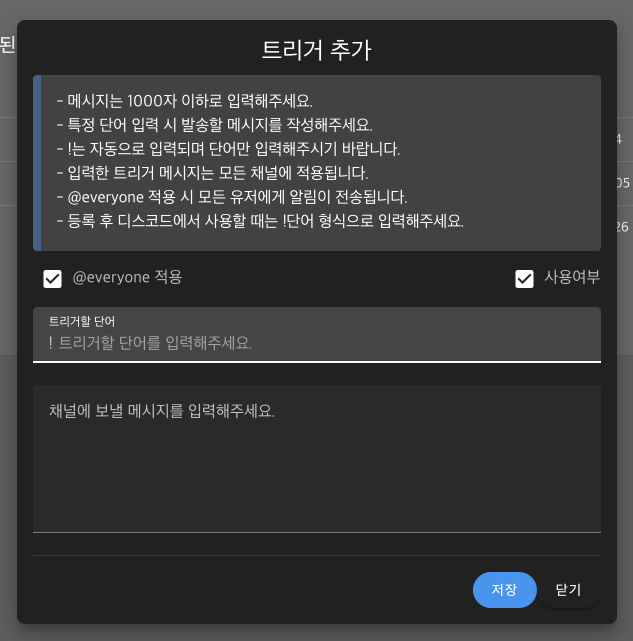 된
트리거 추가
- 메시지는 1000자 이하로 입력해주세요.
- 특정 단어 입력 시 발송할 메시지를 작성해주세요.
- !는 자동으로 입력되며 단어만 입력해주시기 바랍니다.
- 입력한 트리거 메시지는 모든 채널에 적용됩니다.
- @everyone 적용 시 모든 유저에게 알림이 전송됩니다.
- 등록 후 디스코드에서 사용할 때는 !단어 형식으로 입력해주세요.
4
05
26
@everyone 적용
사용여부
트리거할 단어
! 트리거할 단어를 입력해주세요.
채널에 보낼 메시지를 입력해주세요.
저장
닫기